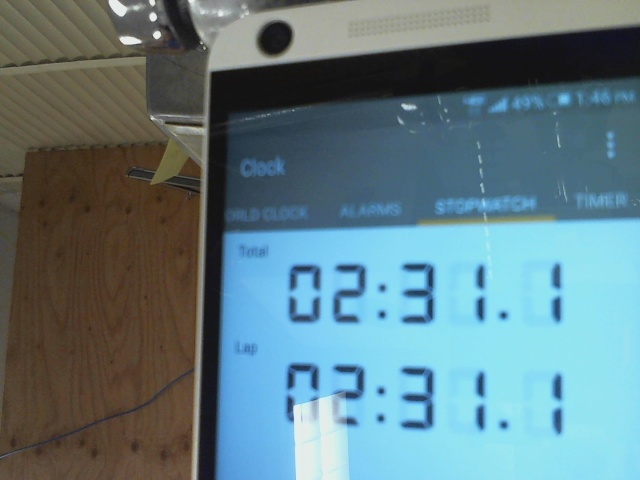 49% 1:46 PM
Clock
ORLD CLOCK ALARMS STOPWATCH TIMER
Total
02:31.1
Lap
02:31.1